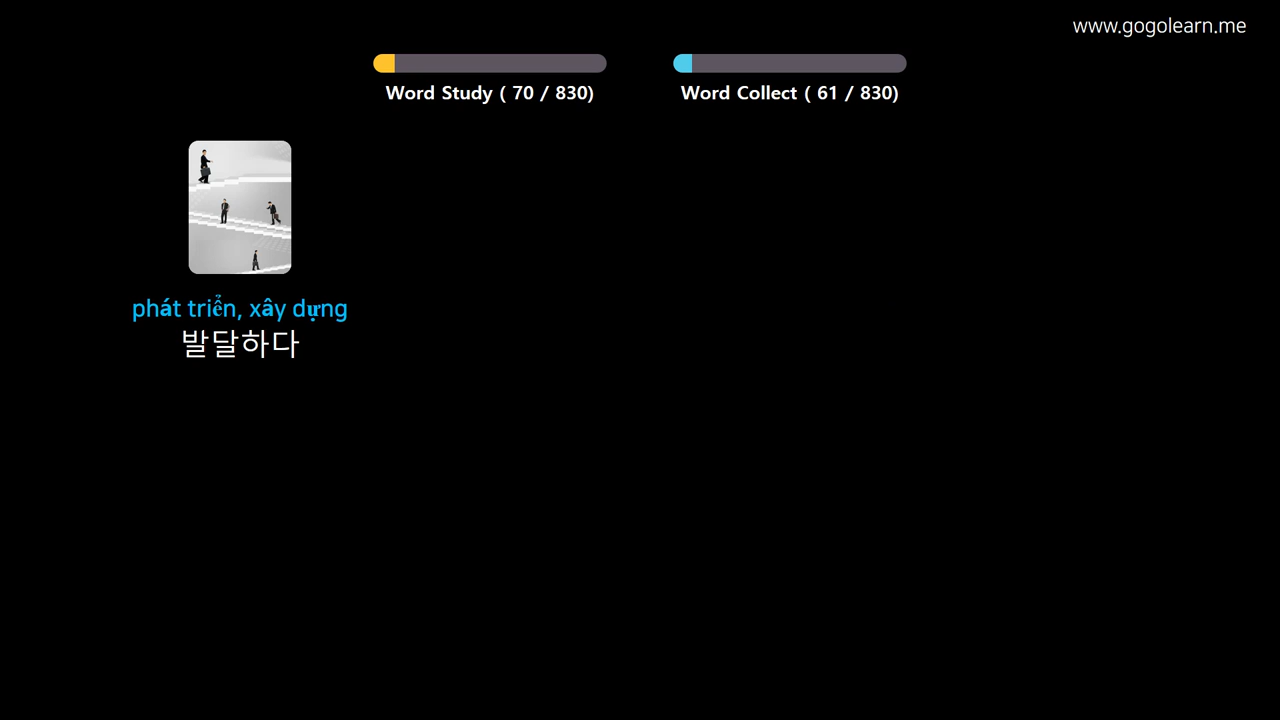 www.gogolearn.me
Word Study ( 70 / 830)
Word Collect ( 61 / 830)
phát triển, xây dựng
발달하다